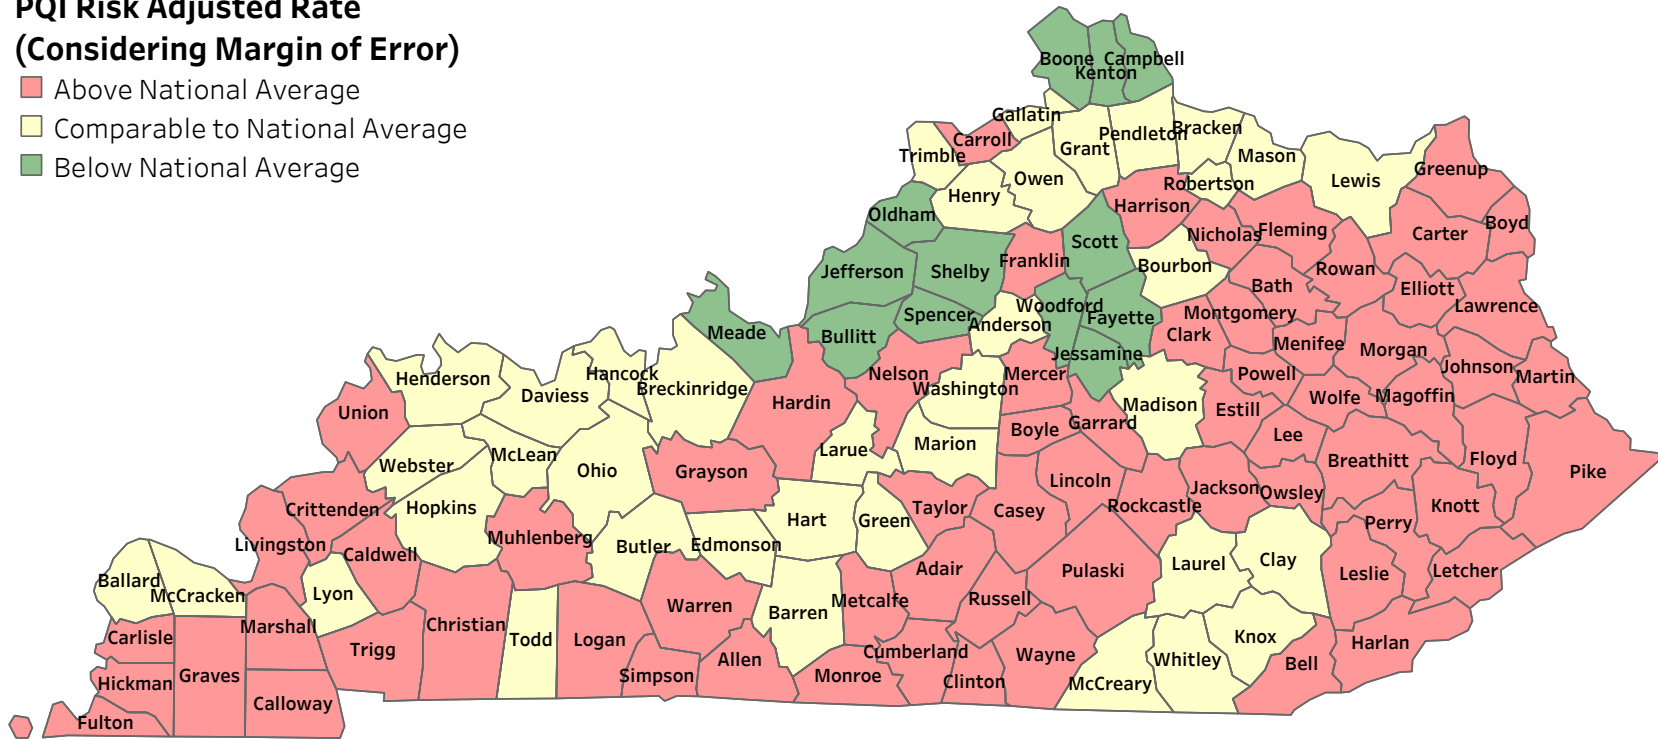 PQI Risk Adjusted Rate
(Considering Margin of Error)
Above National Average
Comparable to National Average
Below National Average
Boone
Campbell
Kenton
Gallatin
Carroll
Trimble
Grant
Pendleton
Bracken
Mason
Lewis
Greenup
Owen
Henry
Robertson
Harrison
Oldham
Scott
Nicholas
Fleming
Carter
Boyd
Jefferson
Shelby
Franklin
Bourbon
Rowan
Bath
Elliott
Lawrence
Meade
Bullitt
Spencer
Anderson
Woodford
Fayette
Montgomery
Clark
Menifee
Morgan
Jessamine
Johnson
Martin
Henderson
Daviess
Hancock
Breckinridge
Nelson
Washington
Mercer
Powell
Wolfe
Magoffin
Union
Hardin
Madison
Estill
Boyle
Garrard
Lee
Webster
McLean
Ohio
Grayson
Larue
Marion
Breathitt
Floyd
Pike
Lincoln
Jackson
Owsley
Crittenden
Hopkins
Hart
Green
Taylor
Casey
Rockcastle
Knott
Perry
Livingston
Caldwell
Muhlenberg
Butler
Edmonson
Adair
Pulaski
Laurel
Clay
Leslie
Letcher
Ballard
McCracken
Lyon
Warren
Barren
Metcalfe
Russell
Carlisle
Marshall
Christian
Todd
Logan
Trigg
Knox
Harlan
Cumberland
Wayne
Whitley
Bell
Hickman
Graves
Simpson
Allen
Monroe
Clinton
McCreary
Calloway
Fulton